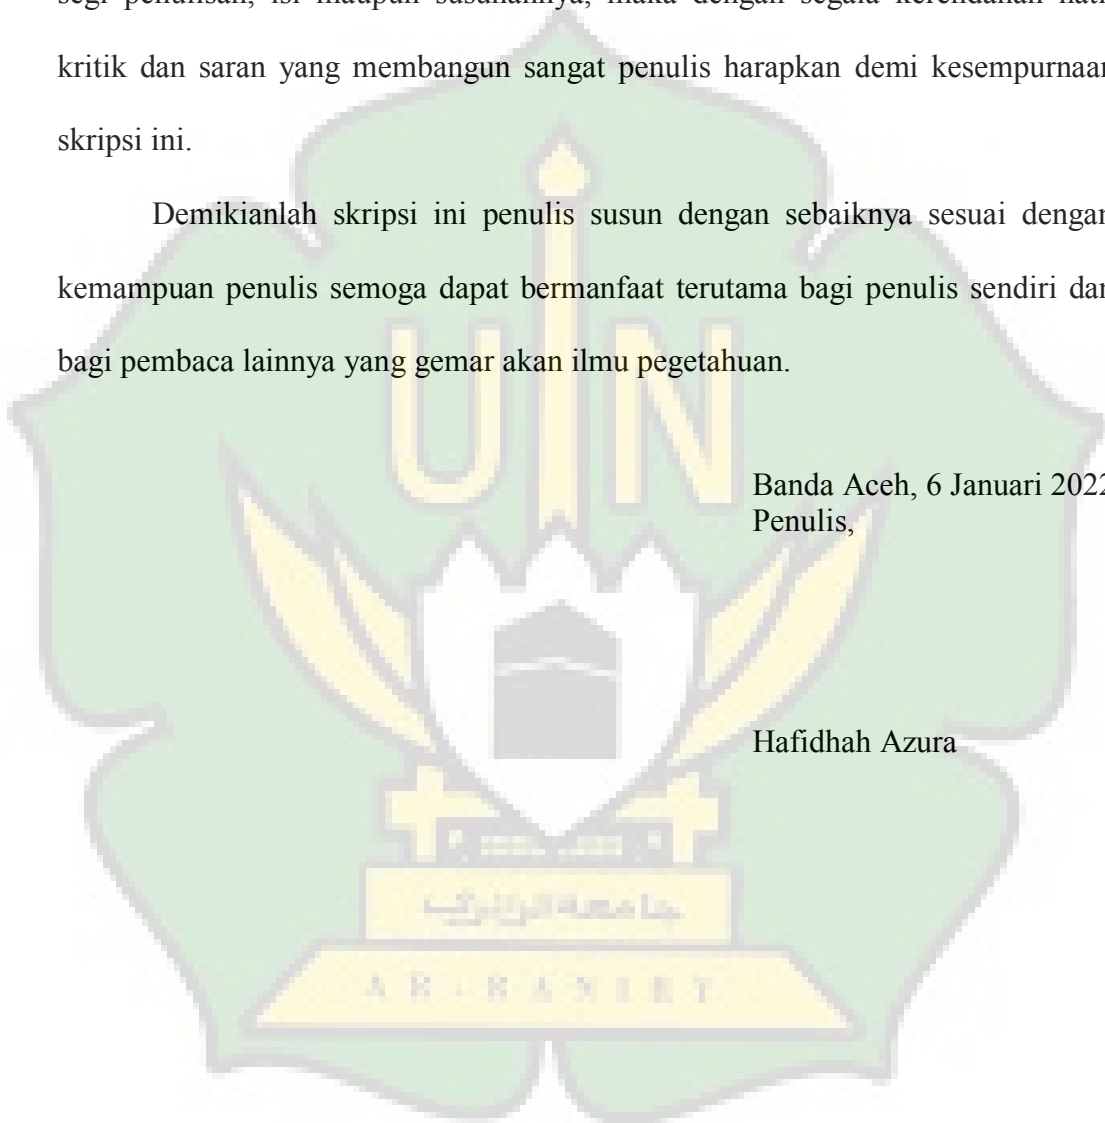 kritik dan saran yang membangun sangat penulis harapkan demi kesempurnaan
skripsi ini.
Demikianlah skripsi ini penulis susun dengan sebaiknya sesuai dengan
kemampuan penulis semoga dapat bermanfaat terutama bagi penulis sendiri dan
bagi pembaca lainnya yang gemar akan ilmu pegetahuan.
UIN
Banda Aceh, 6 Januari 2022
Penulis,
Hafidhah Azura
AR-RANIRY